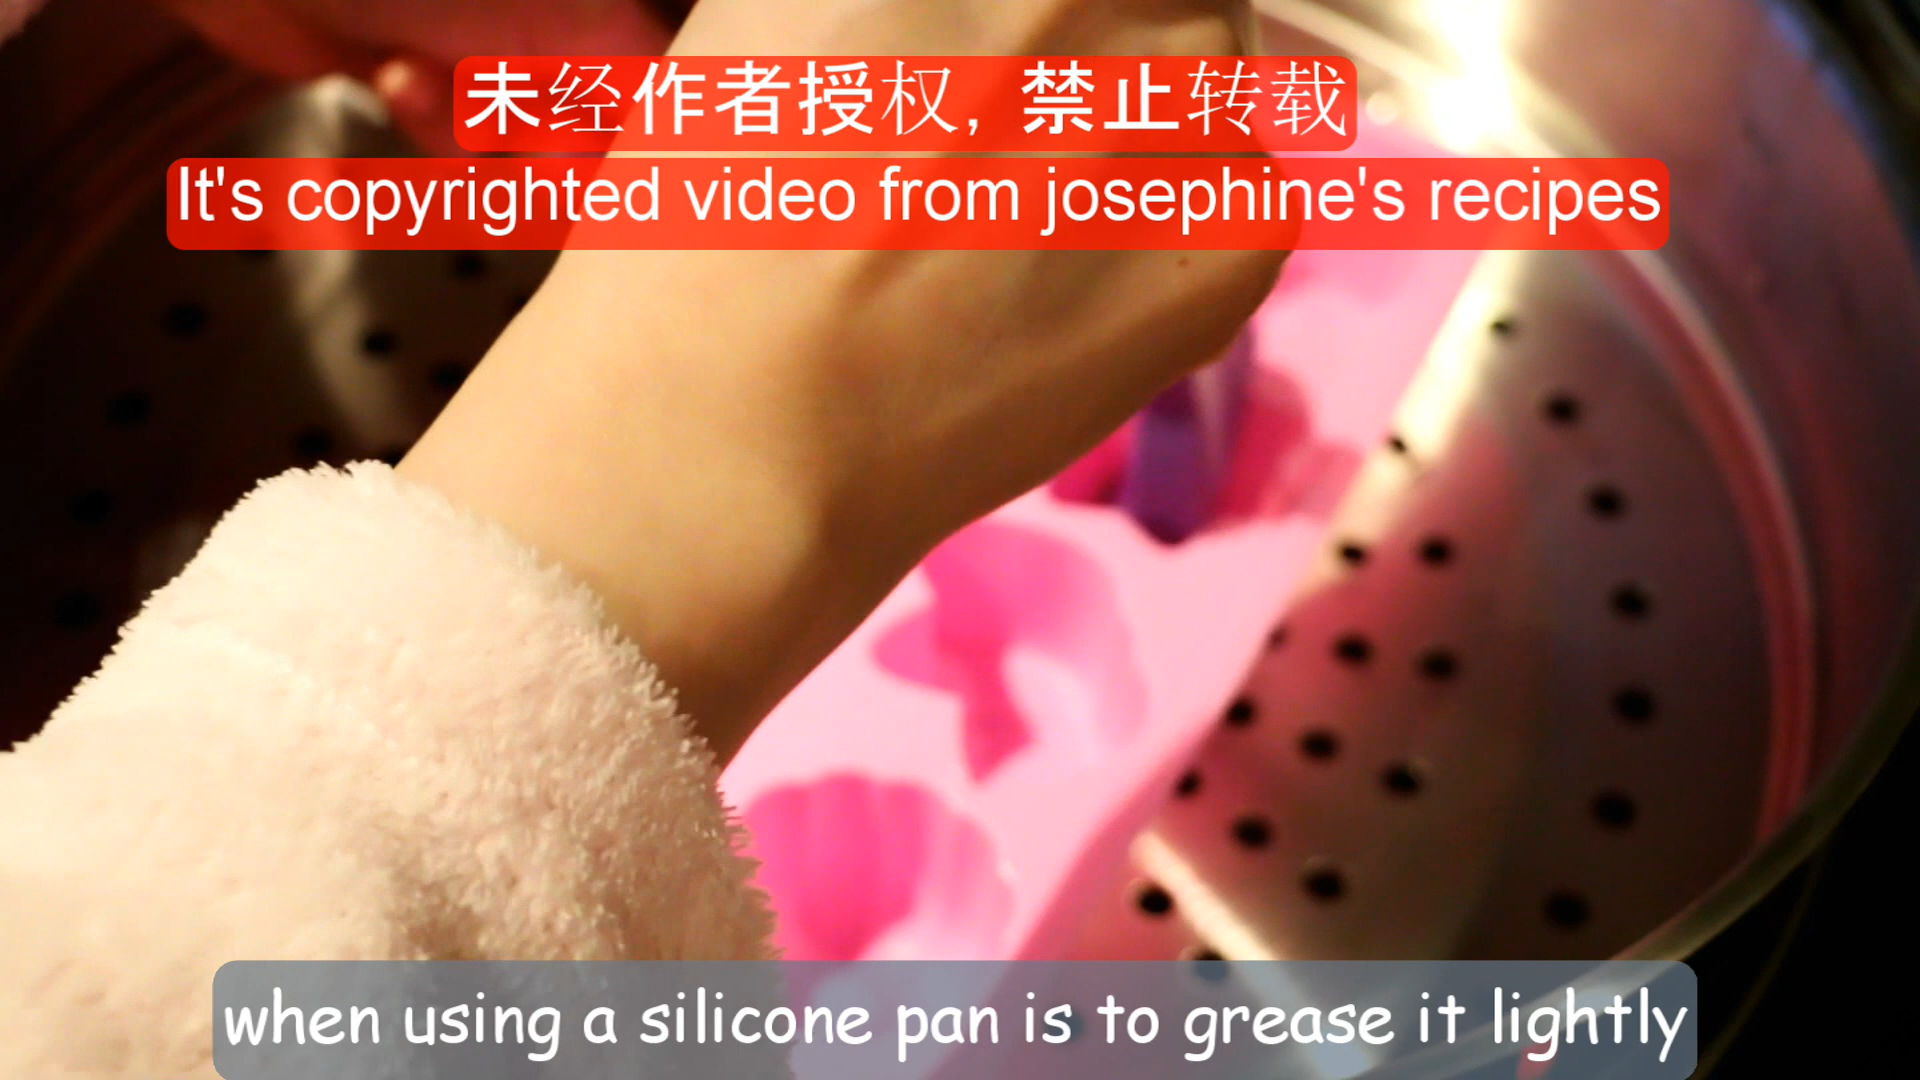 未经作者授权, 禁止转载
It's copyrighted video from josephine's recipes
when using a silicone pan is to grease it lightly